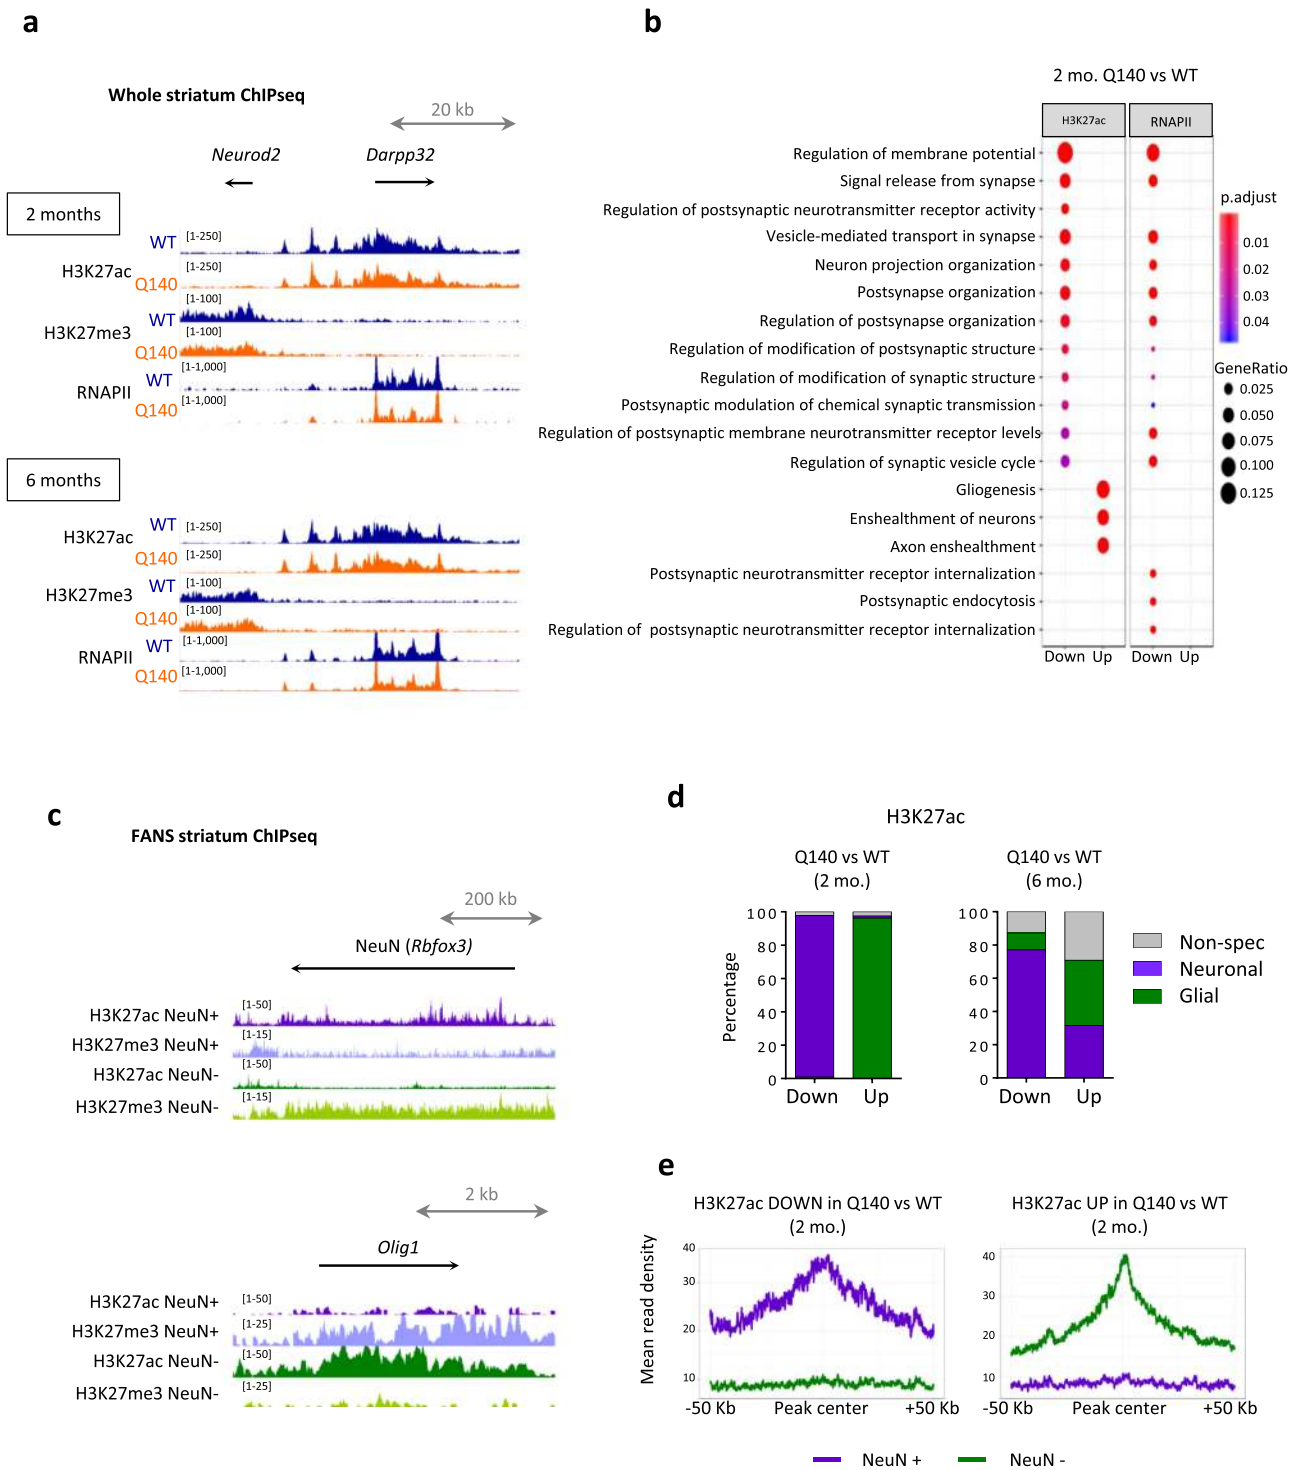 a
Whole striatum ChIPseq
20 kb
Neurod2
Darpp32
2 months
H3K27ac
WT
[1-250]
Q140
[1-250]
H3K27me3
WT
[1-100]
Q140
[1-100]
RNAPII
WT
[1-1,000]
Q140
[1-1,000]
6 months
H3K27ac
WT
[1-250]
Q140
[1-250]
H3K27me3
WT
[1-100]
Q140
[1-100]
RNAPII
WT
[1-1,000]
Q140
[1-1,000]
b
2 mo. Q140 vs WT
H3K27ac
RNAPII
Regulation of membrane potential
Signal release from synapse
Regulation of postsynaptic neurotransmitter receptor activity
Vesicle-mediated transport in synapse
Neuron projection organization
Postsynapse organization
Regulation of postsynapse organization
Regulation of modification of postsynaptic structure
Regulation of modification of synaptic structure
Postsynaptic modulation of chemical synaptic transmission
Regulation of postsynaptic membrane neurotransmitter receptor levels
Regulation of synaptic vesicle cycle
Gliogenesis
Enshealthment of neurons
Axon enshealthment
Postsynaptic neurotransmitter receptor internalization
Postsynaptic endocytosis
Regulation of postsynaptic neurotransmitter receptor internalization
Down Up Down Up
p.adjust
0.01
0.02
0.03
0.04
GeneRatio
0.025
0.050
0.075
0.100
0.125
c
FANS striatum ChIPseq
200 kb
NeuN (Rbfox3)
H3K27ac NeuN+
[1-50]
H3K27me3 NeuN+
[1-15]
H3K27ac NeuN-
[1-50]
H3K27me3 NeuN-
[1-15]
2 kb
Olig1
H3K27ac NeuN+
[1-50]
H3K27me3 NeuN+
[1-25]
H3K27ac NeuN-
[1-50]
H3K27me3 NeuN-
[1-25]
d
H3K27ac
Q140 vs WT
(2 mo.)
Percentage
100
80
60
40
20
0
Down Up
Q140 vs WT
(6 mo.)
100
80
60
40
20
0
Down Up
Non-spec
Neuronal
Glial
e
H3K27ac DOWN in Q140 vs WT
(2 mo.)
Mean read density
40
30
20
10
-50 Kb Peak center +50 Kb
H3K27ac UP in Q140 vs WT
(2 mo.)
40
30
20
10
-50 Kb Peak center +50 Kb
NeuN + NeuN -